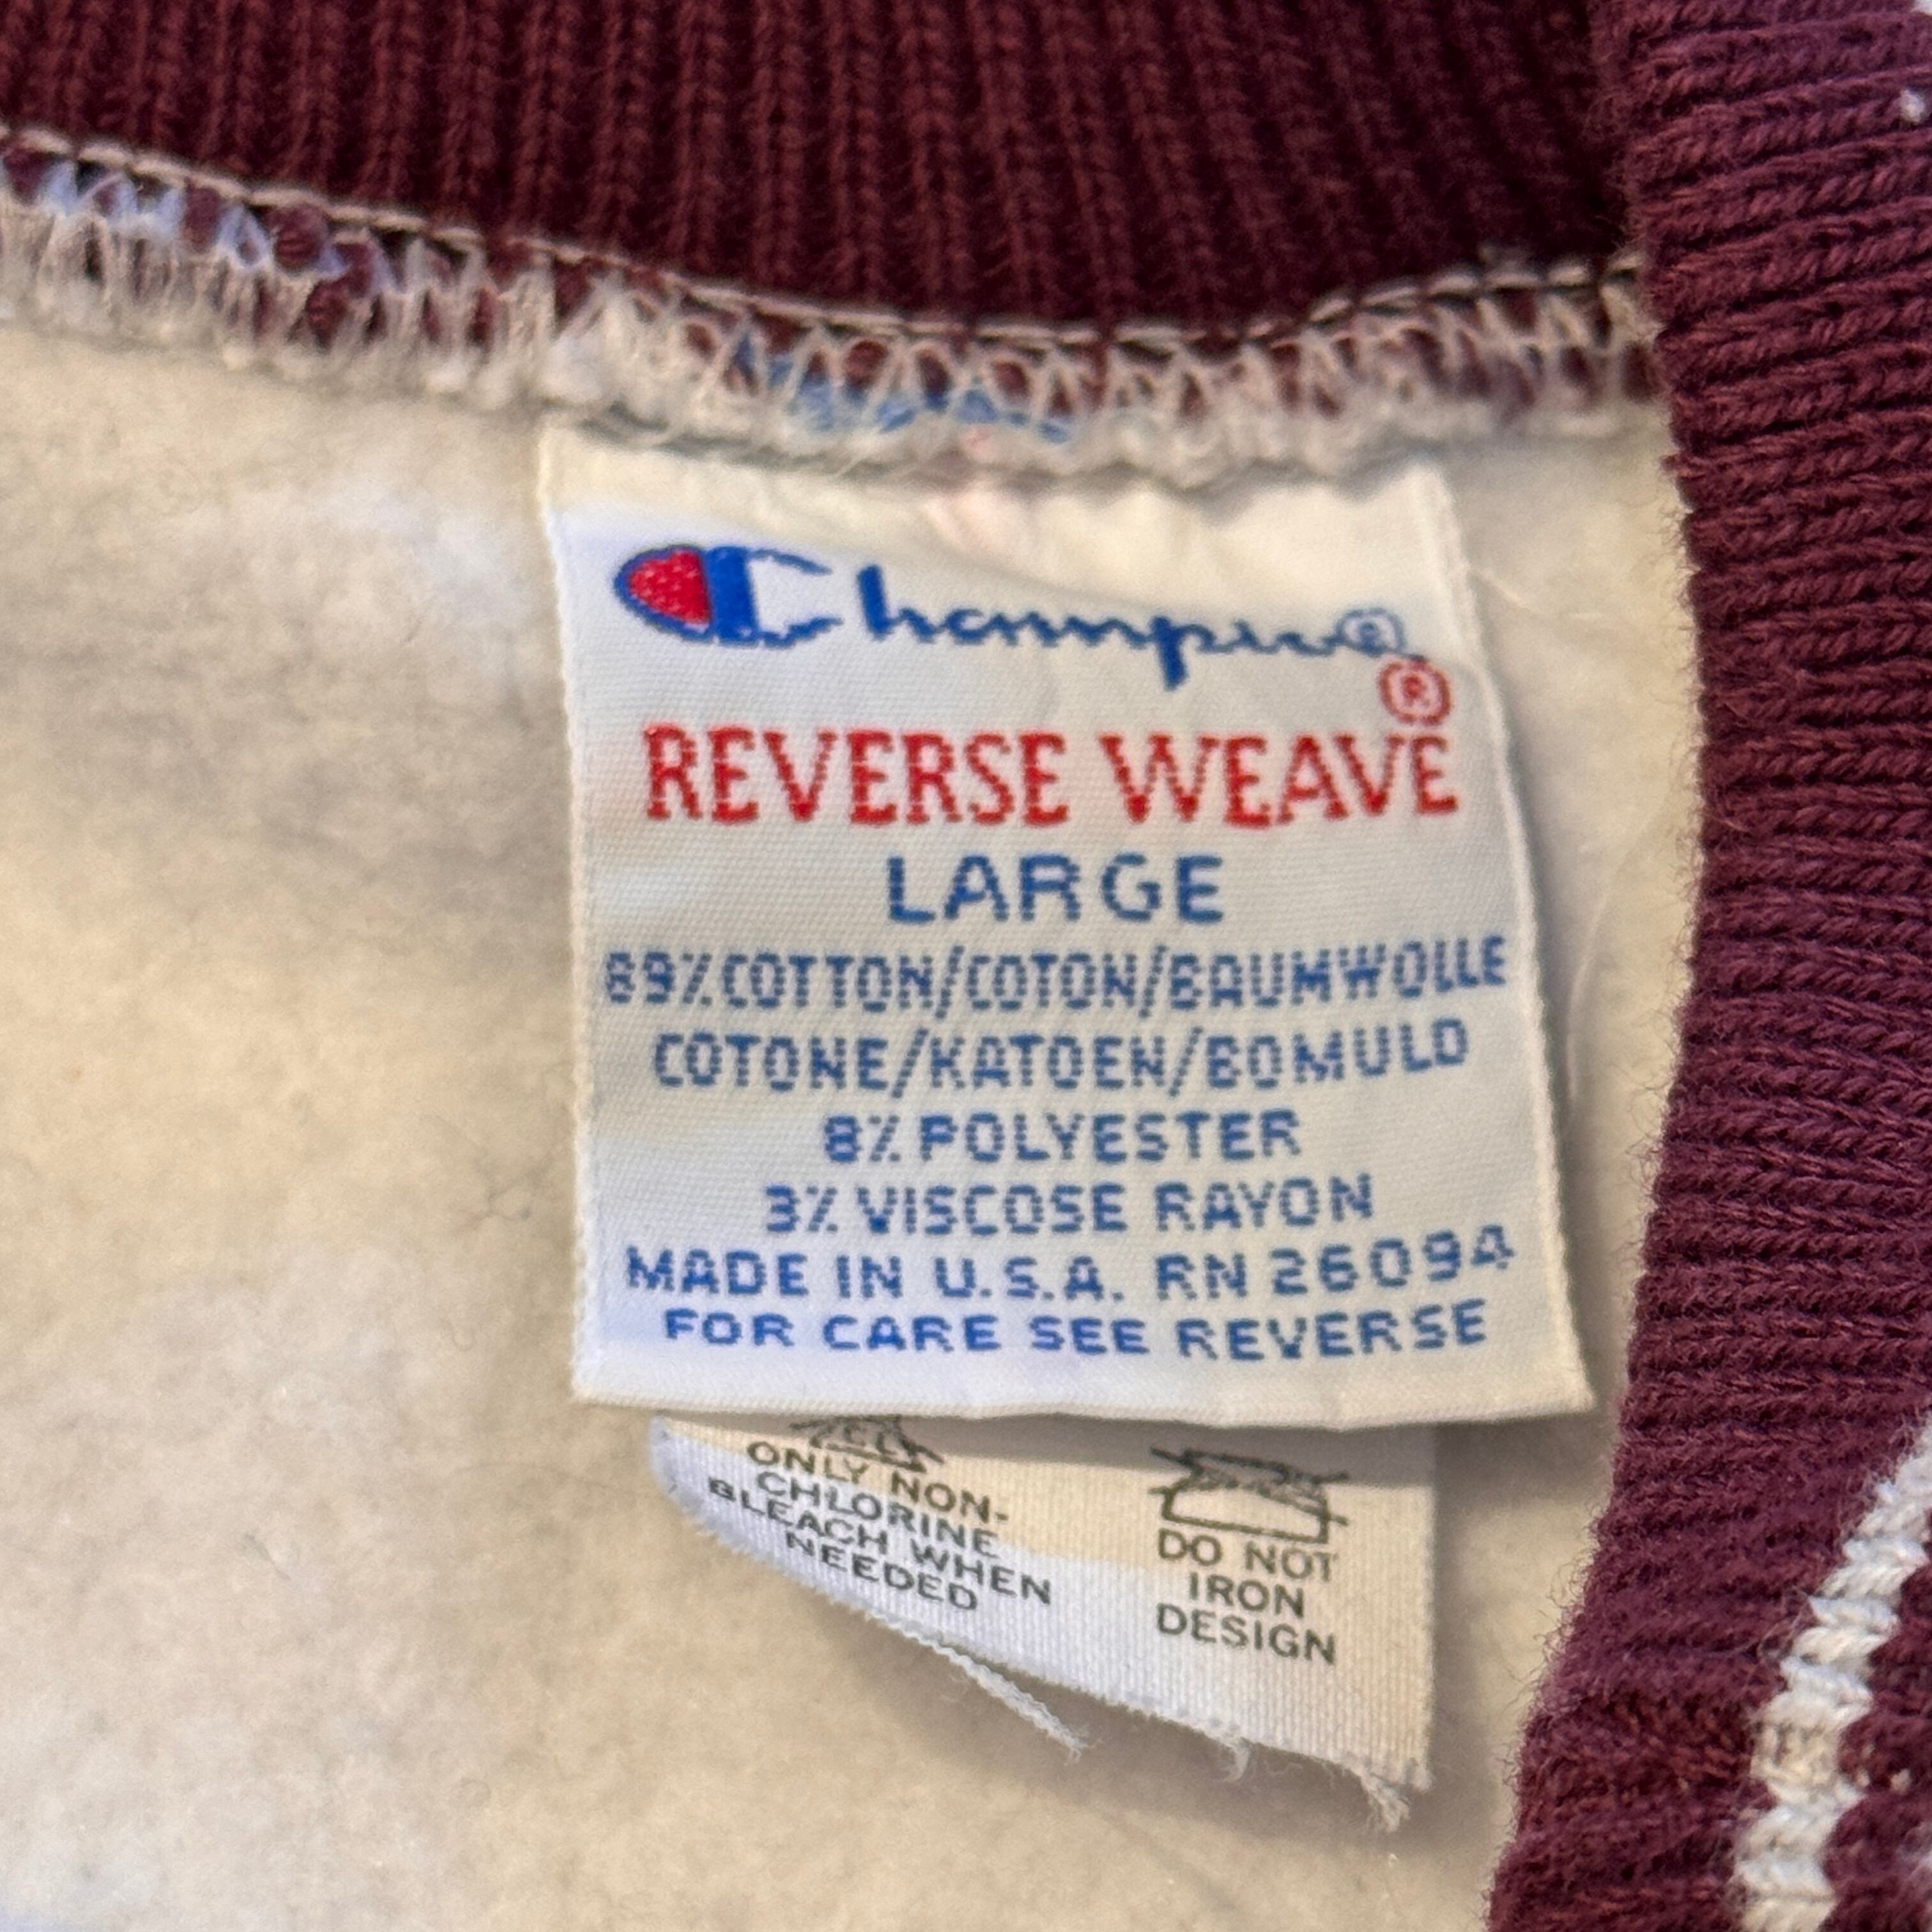 Champion®
REVERSE WEAVE®
LARGE
89% COTTON/COTON/BAUMWOLLE
COTONE/KATOEN/BOMULD
8% POLYESTER
3% VISCOSE RAYON
MADE IN U.S.A. RN 26094
FOR CARE SEE REVERSE
ONLY NON-
CHLORINE
BLEACH WHEN
NEEDED
DO NOT
IRON
DESIGN